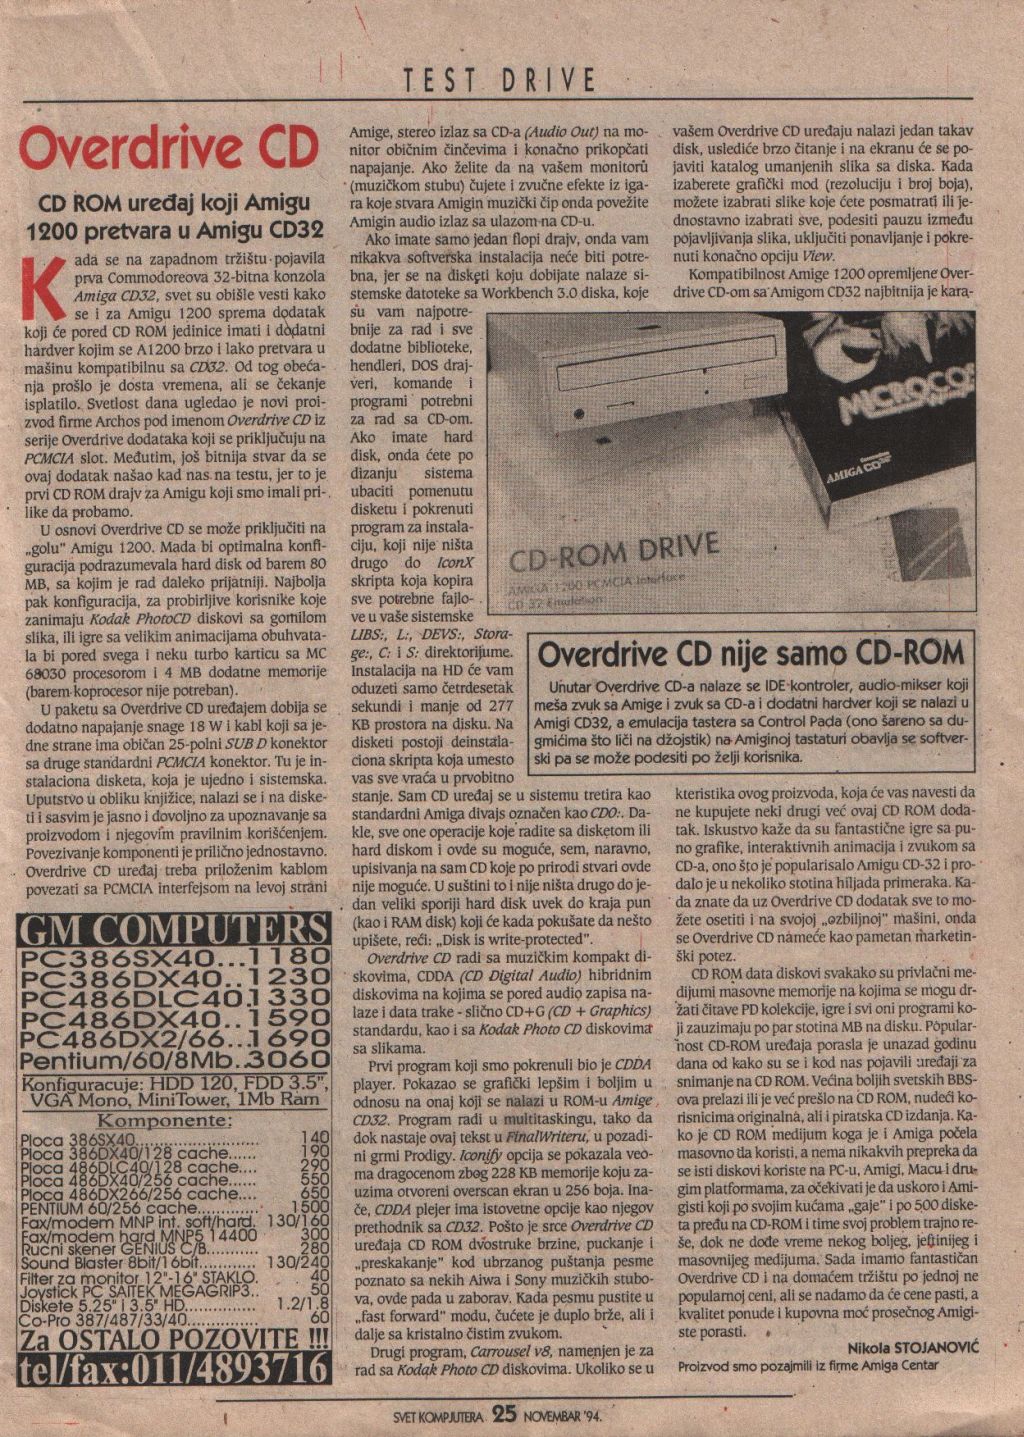 TEST DRIVE
Overdrive CD
CD ROM uređaj koji Amigu
1200 pretvara u Amigu CD32
Kada se na zapadnom tržištu pojavila
prva Commodoreova 32-bitna konzola
Amiga CD32, svet su obišle vesti kako
se i za Amigu 1200 sprema dodatak
koji će pored CD ROM jedinice imati i dodatni
hardver kojim se A1200 brzo i lako pretvara u
mašinu kompatibilnu sa CD32. Od tog obeća-
nja prošlo je dosta vremena, ali se čekanje
isplatilo. Svetlost dana ugledao je novi proi-
zvod firme Archos pod imenom Overdrive CD iz
serije Overdrive dodataka koji se priključuju na
PCMCIA slot. Međutim, još bitnija stvar da se
ovaj dodatak našao kad nas na testu, jer to je
prvi CD ROM drajv za Amigu koji smo imali pri-
like da probamo.
U osnovi Overdrive CD se može priključiti na
„golu" Amigu 1200. Mada bi optimalna konfi-
guracija podrazumevala hard disk od barem 80
MB, sa kojim je rad daleko prijatniji. Najbolja
pak konfiguracija, za probirljive korisnike koje
zanimaju Kodak PhotoCD diskovi sa gomilom
slika, ili igre sa velikim animacijama obuhvata-
la bi pored svega i neku turbo karticu sa MC
68030 procesorom i 4 MB dodatne memorije
(barem koprocesor nije potreban).
U paketu sa Overdrive CD uređajem dobija se
dodatno napajanje snage 18 W i kabl koji sa je-
dne strane ima običan 25-polni SUB D konektor
sa druge standardni PCMCIA konektor. Tu je in-
stalaciona disketa, koja je ujedno i sistemska.
Uputstvo u obliku knjižice, nalazi se i na diske-
ti i sasvim je jasno i dovoljno za upoznavanje sa
proizvodom i njegovim pravilnim korišćenjem.
Povezivanje komponenti je prilično jednostavno.
Overdrive CD uređaj treba priloženim kablom
povezati sa PCMCIA interfejsom na levoj strani
GM COMPUTERS
PC386SX40...1180
PC386DX40..1230
PC486DLC40.1330
PC486DX40..1590
PC486DX2/66...1690
Pentium/60/8Mb..3060
Konfiguracuje: HDD 120, FDD 3.5",
VGA Mono, MiniTower, 1Mb Ram
Komponente:
Ploca 386SX40........................... 140
Ploca 386DX40/128 cache...... 190
Ploca 486DLC40/128 cache.... 290
Ploca 486DX40/256 cache...... 550
Ploca 486DX266/256 cache.... 650
PENTIUM 60/256 cache............. 1500
Fax/modem MNP int. soft/hard. 130/160
Fax/modem hard MNP5 14400 300
Rucni skener GENIUS C/B........... 280
Sound Blaster 8bit/16bit............. 130/240
Filter za monitor 12"-16" STAKLO. 40
Joystick PC SAITEK MEGAGRIP3.. 50
Diskete 5.25" i 3.5" HD............... 1.2/1.8
Co-Pro 387/487/33/40............... 60
Za OSTALO POZOVITE !!!
tel/fax:011/4893716
Amige, stereo izlaz sa CD-a (Audio Out) na mo-
nitor običnim činčevima i konačno prikopčati
napajanje. Ako želite da na vašem monitoru
(muzičkom stubu) čujete i zvučne efekte iz iga-
ra koje stvara Amigin muzički čip onda povežite
Amigin audio izlaz sa ulazom na CD-u.
Ako imate samo jedan flopi drajv, onda vam
nikakva softverska instalacija neće biti potre-
bna, jer se na disketi koju dobijate nalaze si-
stemske datoteke sa Workbench 3.0 diska, koje
su vam najpotre-
bnije za rad i sve
dodatne biblioteke,
hendleri, DOS draj-
veri, komande i
programi potrebni
za rad sa CD-om.
Ako imate hard
disk, onda ćete po
dizanju sistema
ubaciti pomenutu
disketu i pokrenuti
program za instala-
ciju, koji nije ništa
drugo do IconX
skripta koja kopira
sve potrebne fajlo-
ve u vaše sistemske
LIBS:, L:, DEVS:, Stora-
ge:, C: i S: direktorijume.
Instalacija na HD će vam
oduzeti samo četrdesetak
sekundi i manje od 277
KB prostora na disku. Na
disketi postoji deinstala-
ciona skripta koja umesto
vas sve vraća u prvobitno
stanje. Sam CD uređaj se u sistemu tretira kao
standardni Amiga divajs označen kao CD0:. Da-
kle, sve one operacije koje radite sa disketom ili
hard diskom i ovde su moguće, sem, naravno,
upisivanja na sam CD koje po prirodi stvari ovde
nije moguće. U suštini to i nije ništa drugo do je-
dan veliki sporiji hard disk uvek do kraja pun
(kao i RAM disk) koji će kada pokušate da nešto
upišete, reći: „Disk is write-protected".
Overdrive CD radi sa muzičkim kompakt di-
skovima, CDDA (CD Digital Audio) hibridnim
diskovima na kojima se pored audio zapisa na-
laze i data trake - slično CD+G (CD + Graphics)
standardu, kao i sa Kodak Photo CD diskovima
sa slikama.
Prvi program koji smo pokrenuli bio je CDDA
player. Pokazao se grafički lepšim i boljim u
odnosu na onaj koji se nalazi u ROM-u Amige
CD32. Program radi u multitaskingu, tako da
dok nastaje ovaj tekst u FinalWriteru, u pozadi-
ni grmi Prodigy. Iconify opcija se pokazala veo-
ma dragocenom zbog 228 KB memorije koju za-
uzima otvoreni overscan ekran u 256 boja. Ina-
če, CDDA plejer ima istovetne opcije kao njegov
prethodnik sa CD32. Pošto je srce Overdrive CD
uređaja CD ROM dvostruke brzine, puckanje i
„preskakanje" kod ubrzanog puštanja pesme
poznato sa nekih Aiwa i Sony muzičkih stubo-
va, ovde pada u zaborav. Kada pesmu pustite u
„fast forward" modu, čućete je duplo brže, ali i
dalje sa kristalno čistim zvukom.
Drugi program, Carrousel v8, namenjen je za
rad sa Kodak Photo CD diskovima. Ukoliko se u
vašem Overdrive CD uređaju nalazi jedan takav
disk, uslediće brzo čitanje i na ekranu će se po-
javiti katalog umanjenih slika sa diska. Kada
izaberete grafički mod (rezoluciju i broj boja),
možete izabrati slike koje ćete posmatrati ili je-
dnostavno izabrati sve, podesiti pauzu između
pojavljivanja slika, uključiti ponavljanje i pokre-
nuti konačno opciju View.
Kompatibilnost Amige 1200 opremljene Over-
drive CD-om sa Amigom CD32 najbitnija je kara-
MICROCOS
AMIGA CD32
CD-ROM DRIVE
AMIGA 1200 PCMCIA Interface
CD 32 Emulation
Overdrive CD nije samo CD-ROM
Unutar Overdrive CD-a nalaze se IDE kontroler, audio-mikser koji
meša zvuk sa Amige i zvuk sa CD-a i dodatni hardver koji se nalazi u
Amigi CD32, a emulacija tastera sa Control Pada (ono šareno sa du-
gmićima što liči na džojstik) na Amiginoj tastaturi obavlja se softver-
ski pa se može podesiti po želji korisnika.
kteristika ovog proizvoda, koja će vas navesti da
ne kupujete neki drugi već ovaj CD ROM doda-
tak. Iskustvo kaže da su fantastične igre sa pu-
no grafike, interaktivnih animacija i zvukom sa
CD-a, ono što je popularisalo Amigu CD-32 i pro-
dalo je u nekoliko stotina hiljada primeraka. Ka-
da znate da uz Overdrive CD dodatak sve to mo-
žete osetiti i na svojoj „ozbiljnoj" mašini, onda
se Overdrive CD nameće kao pametan marketin-
ški potez.
CD ROM data diskovi svakako su privlačni me-
dijumi masovne memorije na kojima se mogu dr-
žati čitave PD kolekcije, igre i svi oni programi ko-
ji zauzimaju po par stotina MB na disku. Popular-
nost CD-ROM uređaja porasla je unazad godinu
dana od kako su se i kod nas pojavili uređaji za
snimanje na CD ROM. Većina boljih svetskih BBS-
ova prelazi ili je već prešlo na CD ROM, nudeći ko-
risnicima originalna, ali i piratska CD izdanja. Ka-
ko je CD ROM medijum koga je i Amiga počela
masovno da koristi, a nema nikakvih prepreka da
se isti diskovi koriste na PC-u, Amigi, Macu i dru-
gim platformama, za očekivati je da uskoro i Ami-
gisti koji po svojim kućama „gaje" i po 500 diske-
ta pređu na CD-ROM i time svoj problem trajno re-
še, dok ne dođe vreme nekog boljeg, jeftinijeg i
masovnijeg medijuma. Sada imamo fantastičan
Overdrive CD i na domaćem tržištu po jednoj ne
popularnoj ceni, ali se nadamo da će cene pasti, a
kvalitet ponude i kupovna moć prosečnog Amigi-
ste porasti.
Nikola STOJANOVIĆ
Proizvod smo pozajmili iz firme Amiga Centar
SVET KOMPJUTERA 25 NOVEMBAR '94.